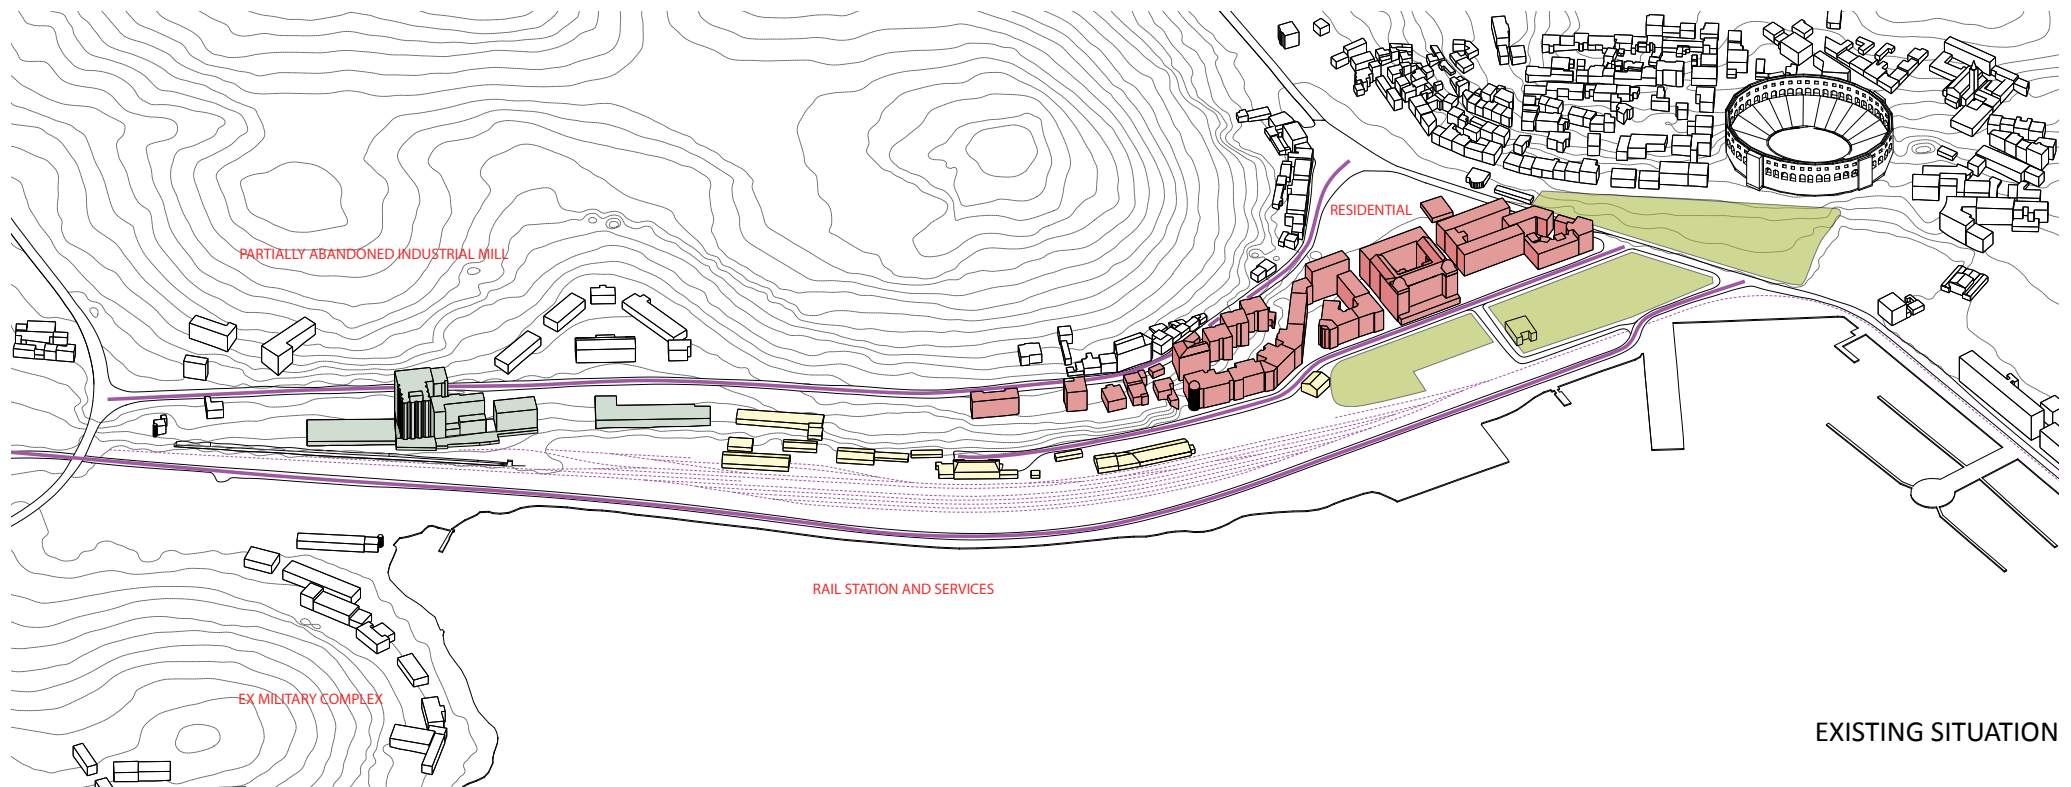 RESIDENTIAL
PARTIALLY ABANDONED INDUSTRIAL MILL
RAIL STATION AND SERVICES
EX MILITARY COMPLEX
EXISTING SITUATION